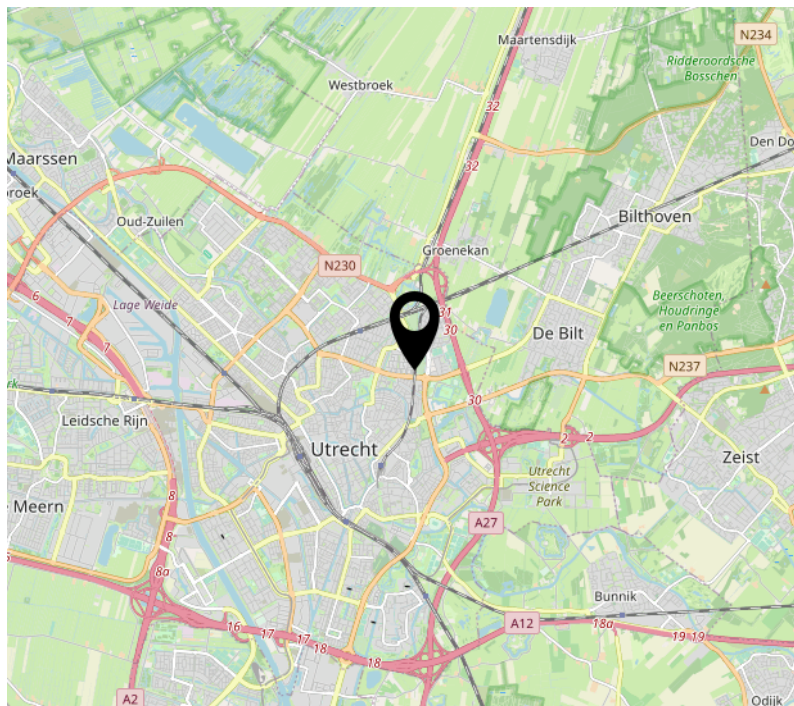 N234
Maartensdijk
Ridderoordsche
Bosschen
Westbroek
32
Den Do
Maarssen
32
broek
Bilthoven
Oud-Zuilen
Groenekan
N230
6
Lage Weide
Beerschoten,
Houdringe
en Panbos
7
31
30
De Bilt
7
N237
rk
30
Leidsche Rijn
2
2
Utrecht
Zeist
Utrecht
Science
Park
8
e Meern
A27
8
8a
Bunnik
16
17
17
18
A12
18a
19
19
18
A2
Odijk